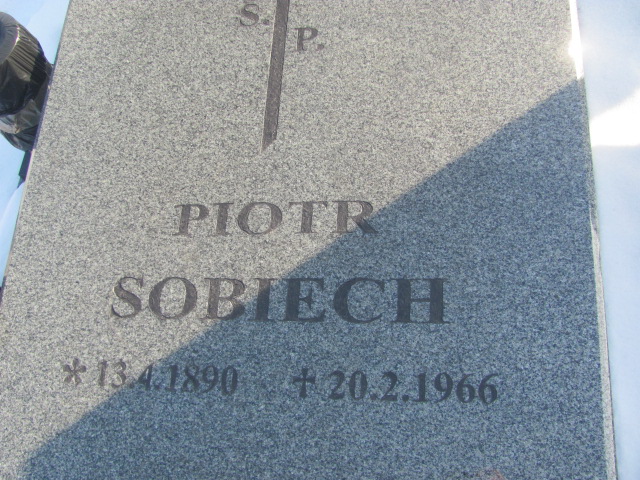 S. P.
PIOTR
SOBIECH
* 13.4.1890 † 20.2.1966